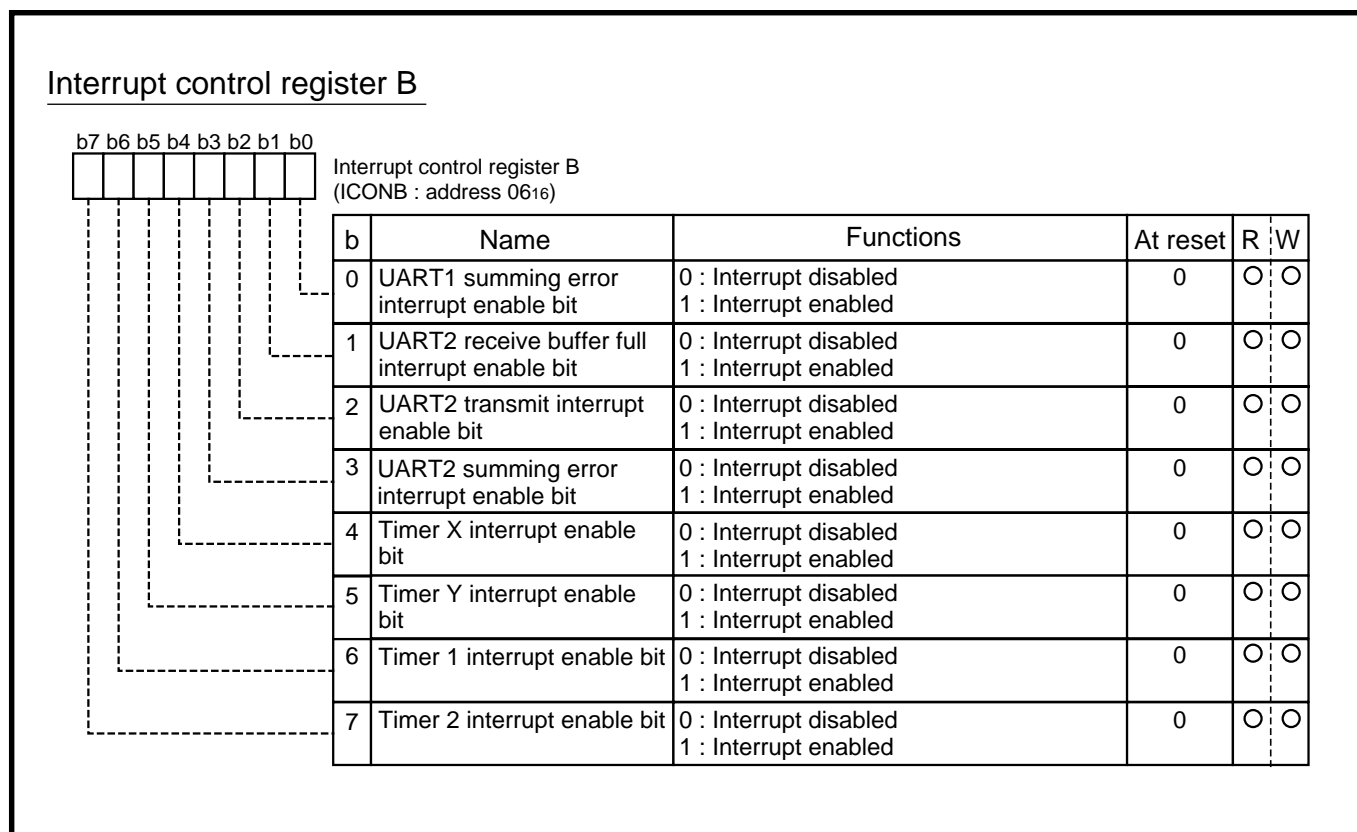 Interrupt control register B
b7 b6 b5 b4 b3 b2 b1 b0
Interrupt control register B
(ICONB : address 0616)
b Name Functions At reset R W
0 UART1 summing error 0 : Interrupt disabled 0 O O
interrupt enable bit 1 : Interrupt enabled
1 UART2 receive buffer full 0 : Interrupt disabled 0 O O
interrupt enable bit 1 : Interrupt enabled
2 UART2 transmit interrupt 0 : Interrupt disabled 0 O O
enable bit 1 : Interrupt enabled
3 UART2 summing error 0 : Interrupt disabled 0 O O
interrupt enable bit 1 : Interrupt enabled
4 Timer X interrupt enable 0 : Interrupt disabled 0 O O
bit 1 : Interrupt enabled
5 Timer Y interrupt enable 0 : Interrupt disabled 0 O O
bit 1 : Interrupt enabled
6 Timer 1 interrupt enable bit 0 : Interrupt disabled 0 O O
1 : Interrupt enabled
7 Timer 2 interrupt enable bit 0 : Interrupt disabled 0 O O
1 : Interrupt enabled